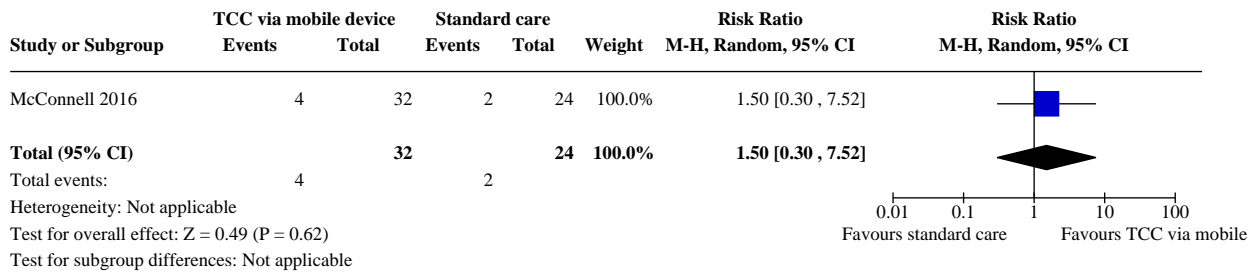 TCC via mobile device Standard care Risk Ratio Risk Ratio
Study or Subgroup Events Total Events Total Weight M-H, Random, 95% CI M-H, Random, 95% CI
McConnell 2016 4 32 2 24 100.0% 1.50 [0.30 , 7.52]
Total (95% CI) 32 24 100.0% 1.50 [0.30 , 7.52]
Total events: 4 2
Heterogeneity: Not applicable
0.01 0.1 1 10 100
Test for overall effect: Z = 0.49 (P = 0.62)
Favours standard care Favours TCC via mobile
Test for subgroup differences: Not applicable